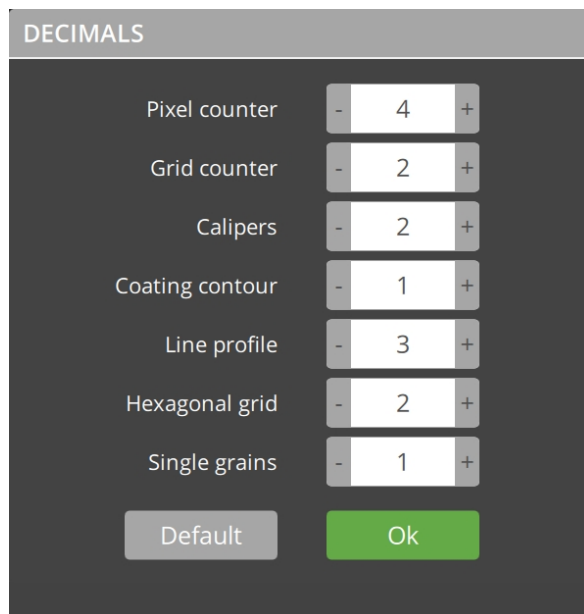 DECIMALS
Pixel counter - 4 +
Grid counter - 2 +
Calipers - 2 +
Coating contour - 1 +
Line profile - 3 +
Hexagonal grid - 2 +
Single grains - 1 +
Default Ok